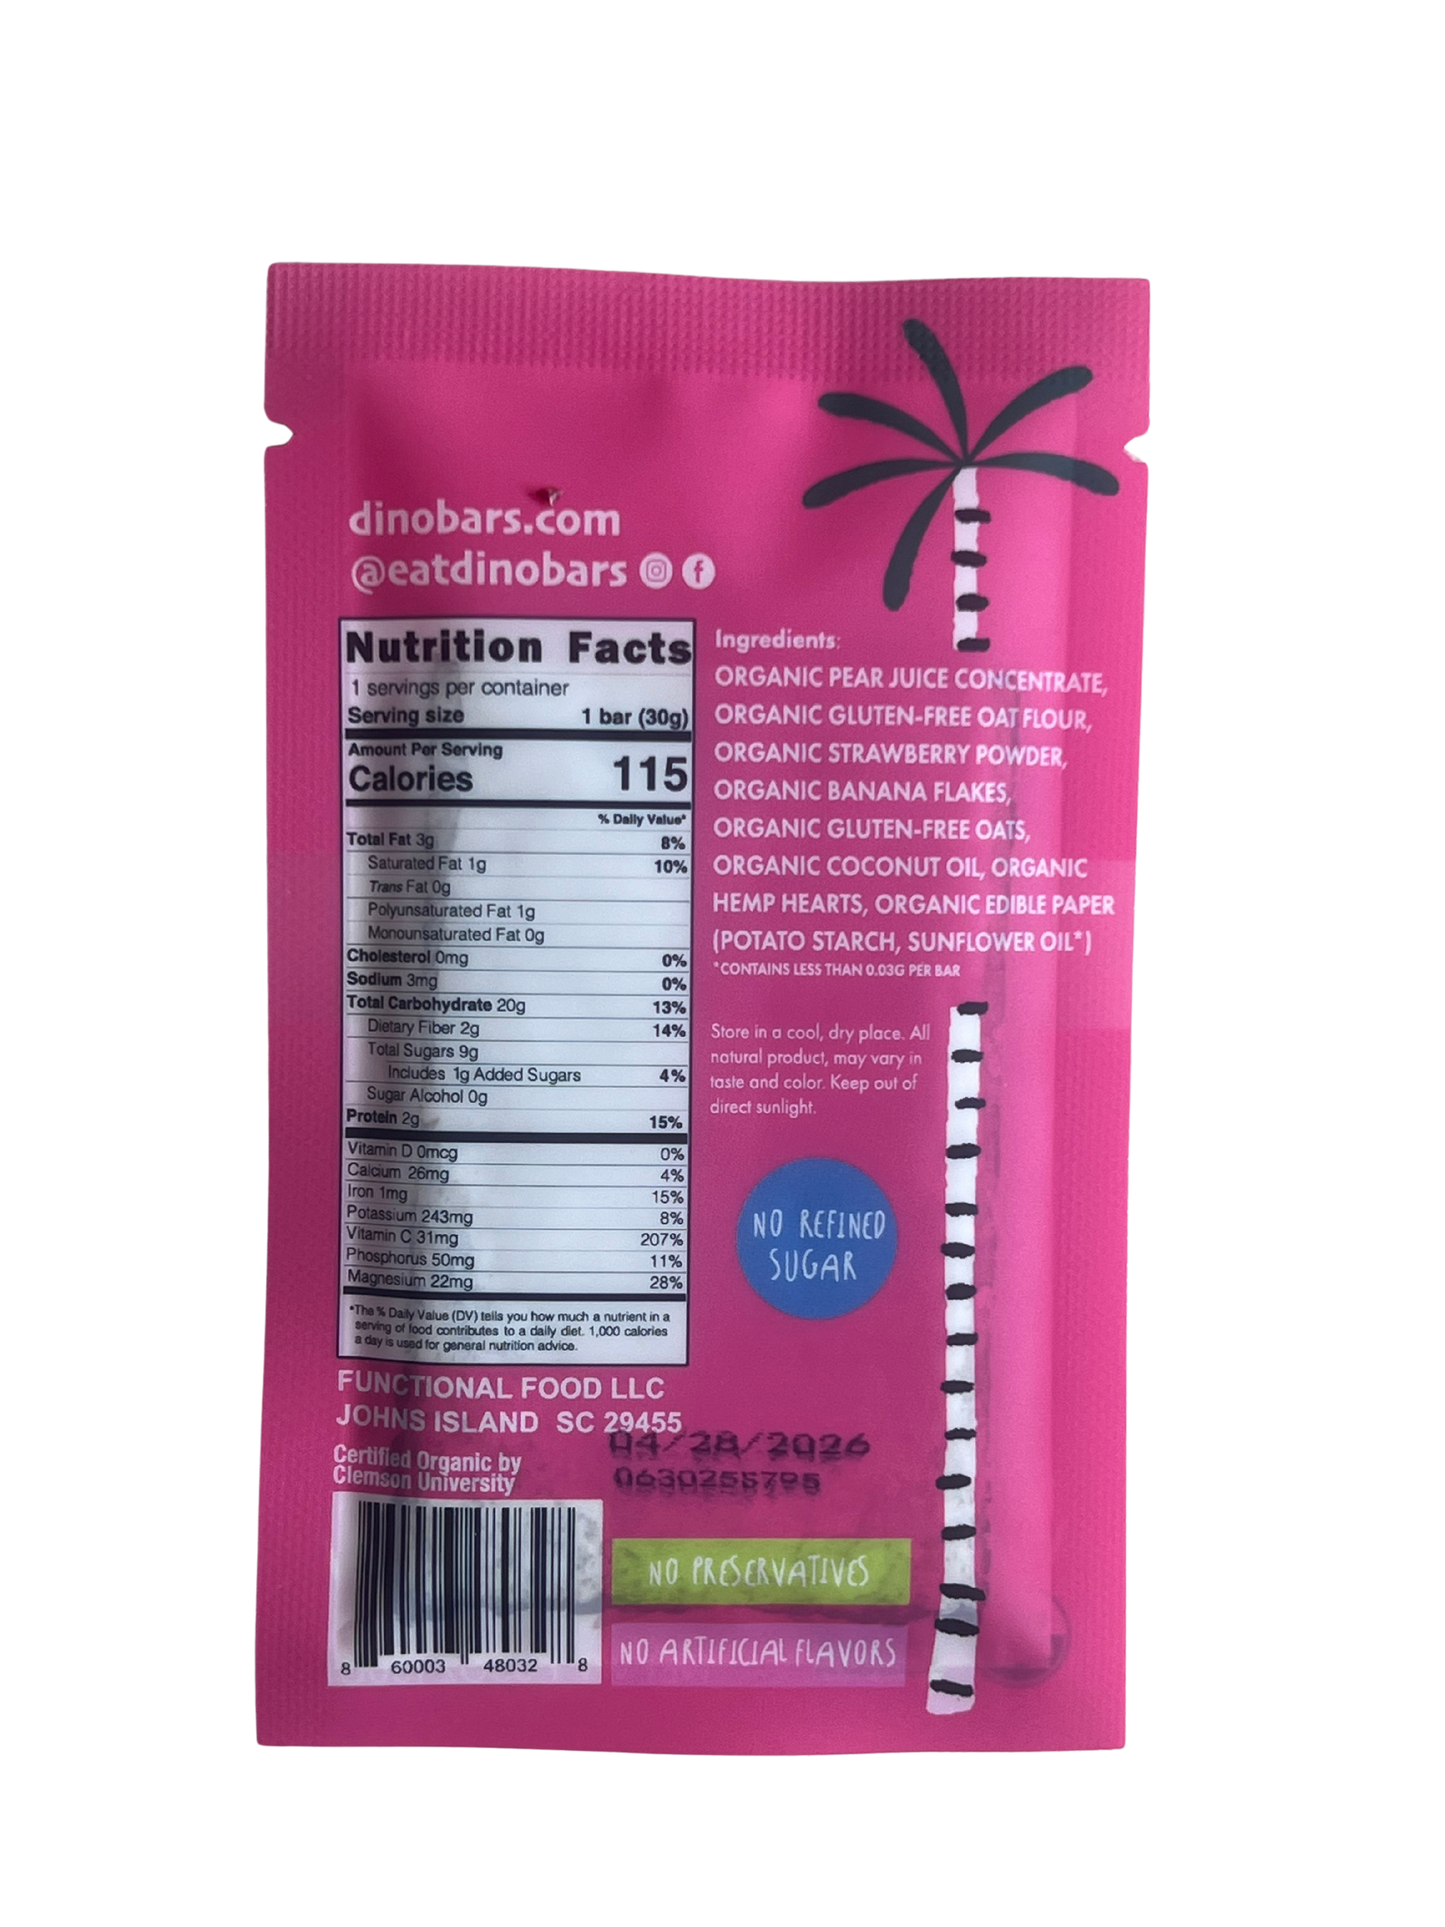 dinobars.com
@eatdinobars
Nutrition Facts
1 servings per container
Serving size 1 bar (30g)
Amount Per Serving
Calories 115
% Daily Value*
Total Fat 3g 8%
Saturated Fat 1g 10%
Trans Fat 0g
Polyunsaturated Fat 1g
Monounsaturated Fat 0g
Cholesterol 0mg 0%
Sodium 3mg 0%
Total Carbohydrate 20g 13%
Dietary Fiber 2g 14%
Total Sugars 9g
Includes 1g Added Sugars 4%
Sugar Alcohol 0g
Protein 2g 15%
Vitamin D 0mcg 0%
Calcium 26mg 4%
Iron 1mg 15%
Potassium 243mg 8%
Vitamin C 31mg 207%
Phosphorus 50mg 11%
Magnesium 22mg 28%
*The % Daily Value (DV) tells you how much a nutrient in a
serving of food contributes to a daily diet. 1,000 calories
a day is used for general nutrition advice.
Ingredients:
ORGANIC PEAR JUICE CONCENTRATE,
ORGANIC GLUTEN-FREE OAT FLOUR,
ORGANIC STRAWBERRY POWDER,
ORGANIC BANANA FLAKES,
ORGANIC GLUTEN-FREE OATS,
ORGANIC COCONUT OIL, ORGANIC
HEMP HEARTS, ORGANIC EDIBLE PAPER
(POTATO STARCH, SUNFLOWER OIL*)
*CONTAINS LESS THAN 0.03G PER BAR
Store in a cool, dry place. All
natural product, may vary in
taste and color. Keep out of
direct sunlight.
NO REFINED
SUGAR
FUNCTIONAL FOOD LLC
JOHNS ISLAND SC 29455
Certified Organic by
Clemson University
04/28/2026
0630255795
8 60003 48032 8
NO PRESERVATIVES
NO ARTIFICIAL FLAVORS